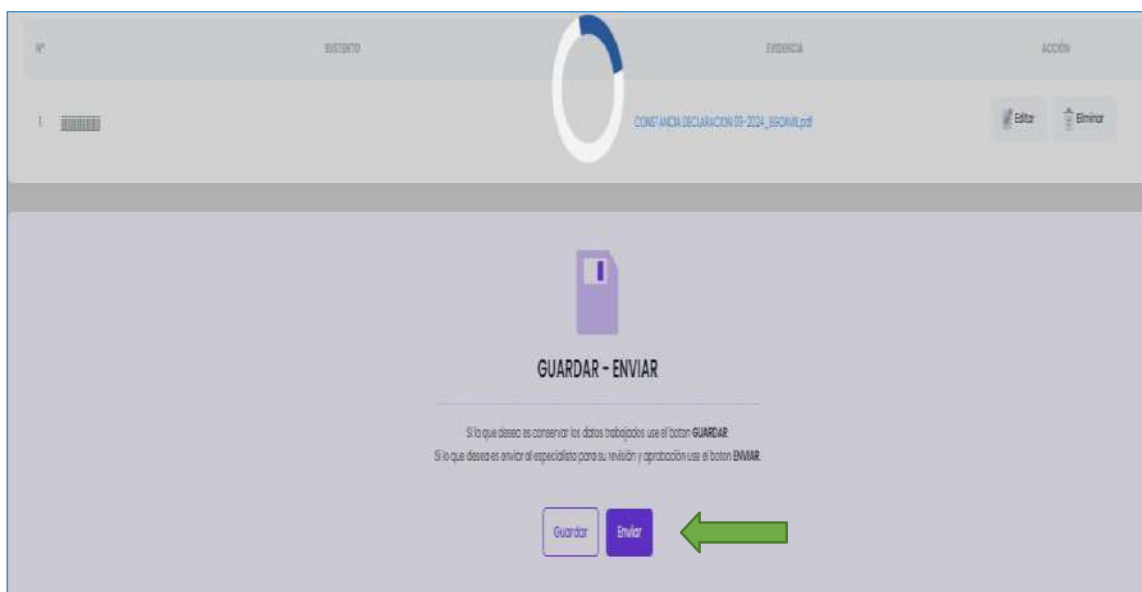 Nº SUSTENTO EVIDENCIA ACCIÓN
1 CONSTANCIA DECLARACION 09-2024_ Editar Eliminar
GUARDAR - ENVIAR
Si lo que desea es conservar los datos trabajados use el boton GUARDAR.
Si lo que desea es enviar al especialista para su revisión y aprobación use el boton ENVIAR.
Guardar Enviar